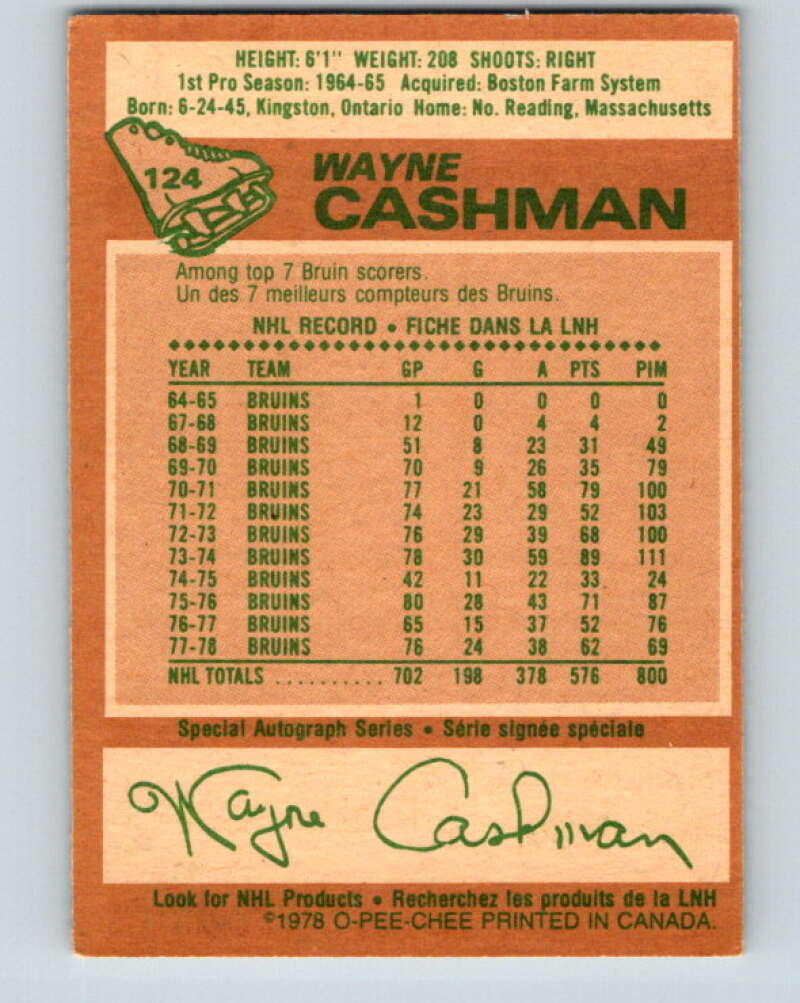 HEIGHT: 6'1" WEIGHT: 208 SHOOTS: RIGHT
1st Pro Season: 1964-65 Acquired: Boston Farm System
Born: 6-24-45, Kingston, Ontario Home: No. Reading, Massachusetts
124
WAYNE
CASHMAN
Among top 7 Bruin scorers.
Un des 7 meilleurs compteurs des Bruins.
NHL RECORD • FICHE DANS LA LNH
YEAR TEAM GP G A PTS PIM
64-65 BRUINS 1 0 0 0 0
67-68 BRUINS 12 0 4 4 2
68-69 BRUINS 51 8 23 31 49
69-70 BRUINS 70 9 26 35 79
70-71 BRUINS 77 21 58 79 100
71-72 BRUINS 74 23 29 52 103
72-73 BRUINS 76 29 39 68 100
73-74 BRUINS 78 30 59 89 111
74-75 BRUINS 42 11 22 33 24
75-76 BRUINS 80 28 43 71 87
76-77 BRUINS 65 15 37 52 76
77-78 BRUINS 76 24 38 62 69
NHL TOTALS .......... 702 198 378 576 800
Special Autograph Series • Série signée spéciale
Wayne Cashman
Look for NHL Products • Recherchez les produits de la LNH
©1978 O-PEE-CHEE PRINTED IN CANADA.